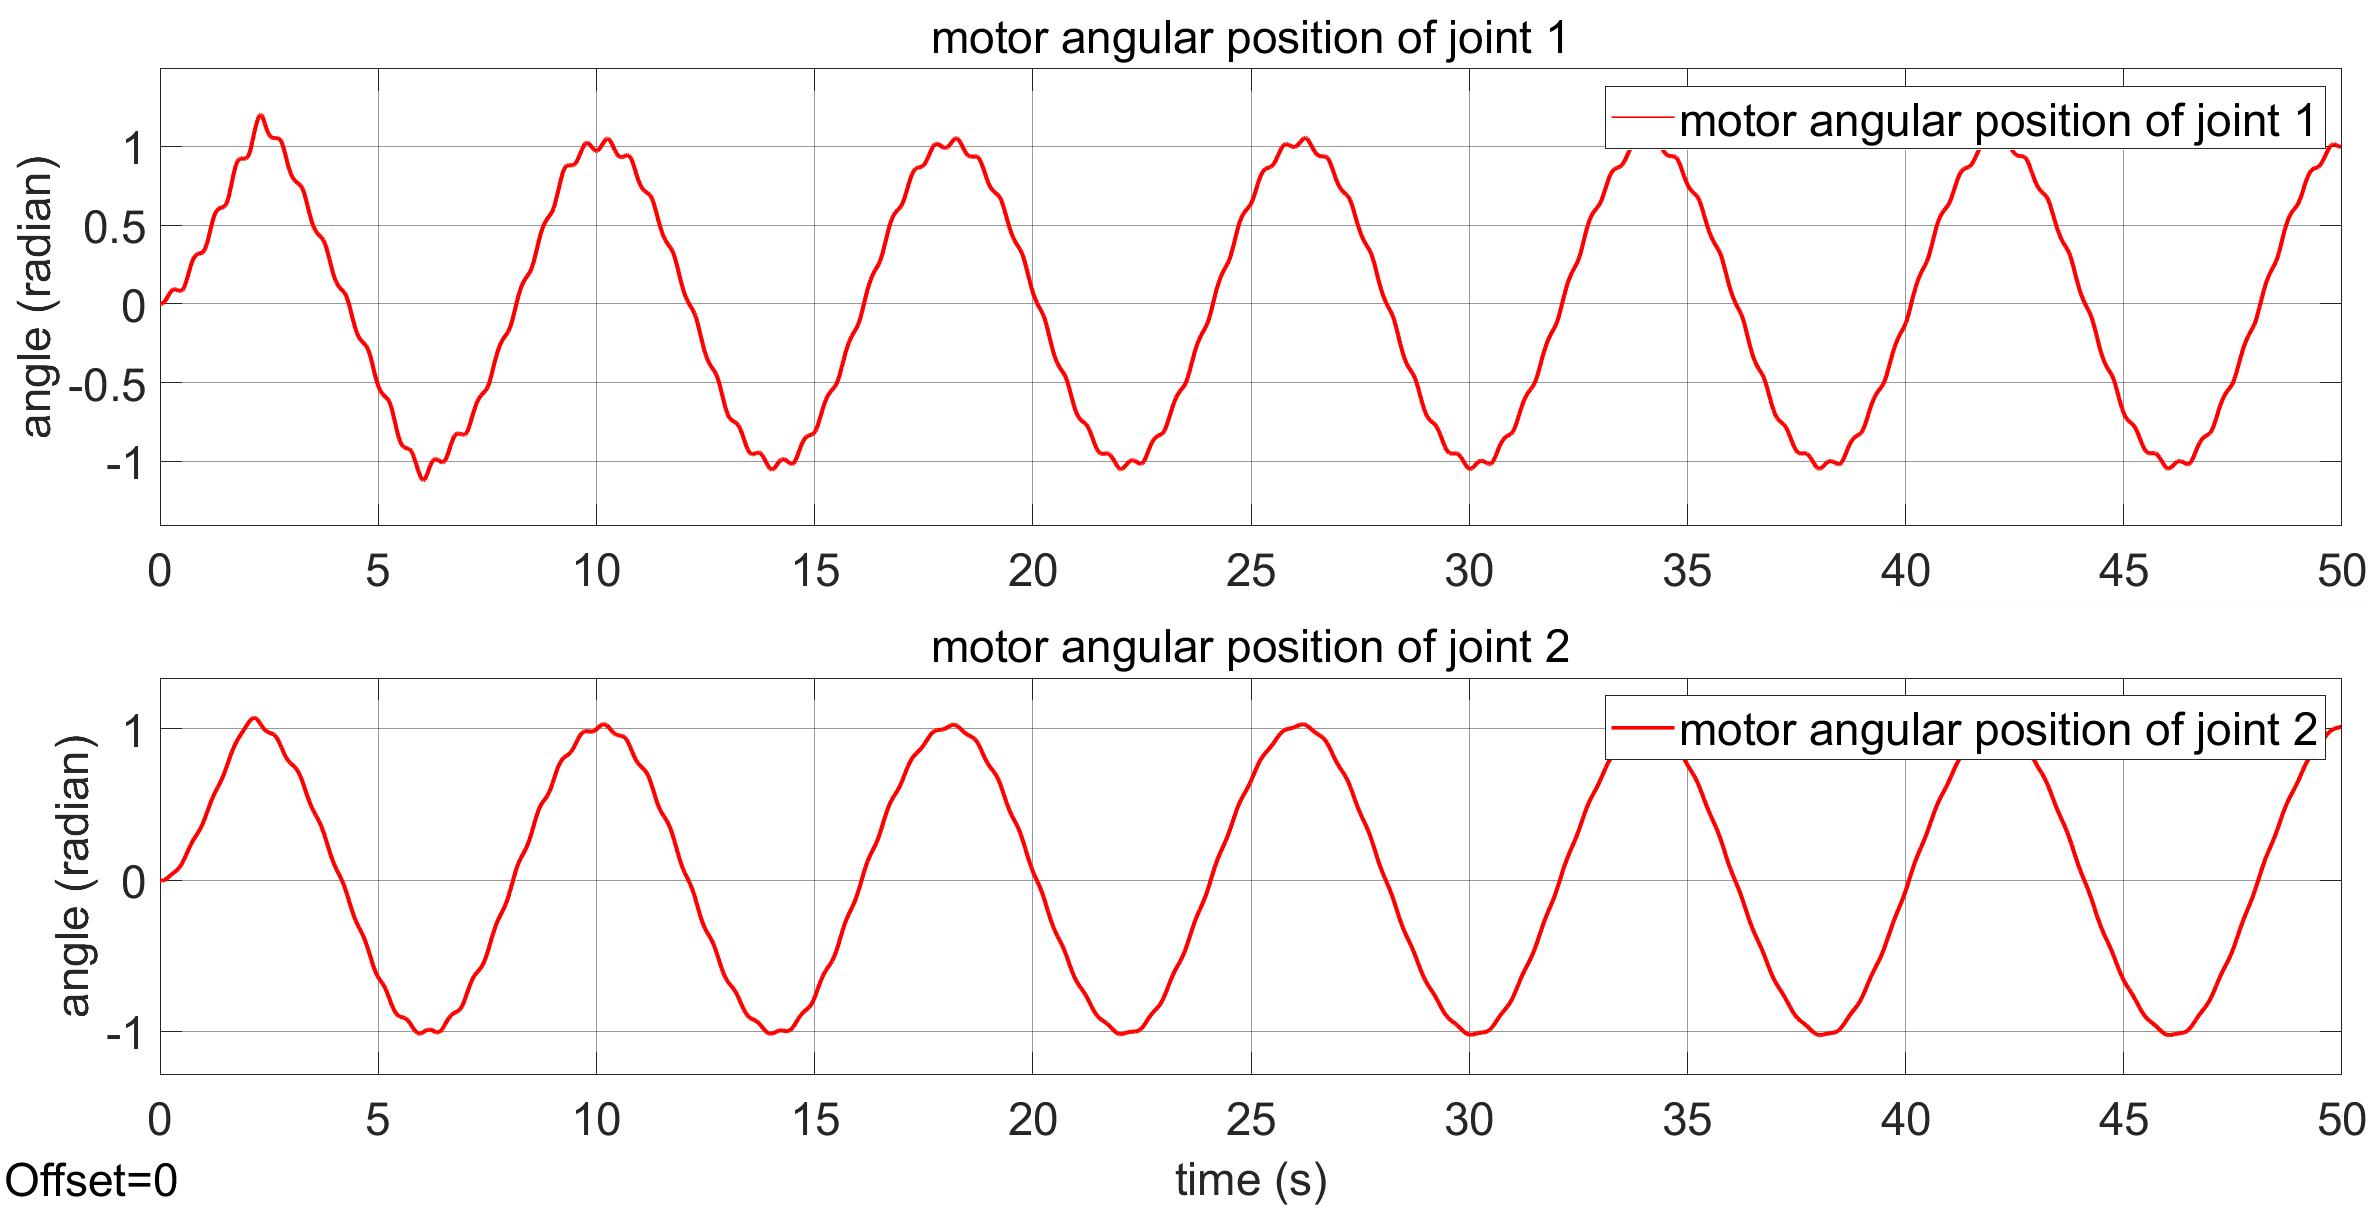 motor angular position of joint 1
motor angular position of joint 1
angle (radian)
1
0.5
0
-0.5
-1
0 5 10 15 20 25 30 35 40 45 50
motor angular position of joint 2
motor angular position of joint 2
angle (radian)
1
0
-1
0 5 10 15 20 25 30 35 40 45 50
Offset=0
time (s)